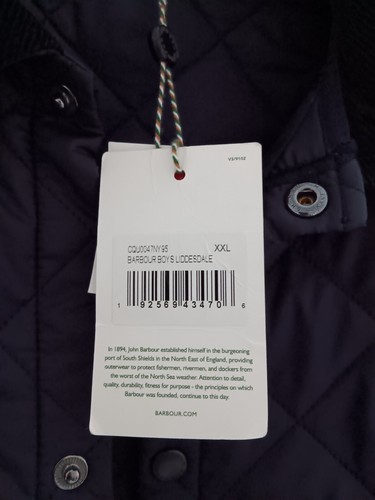 CQU0047NY95 XXL
BARBOUR BOYS LIDDESDALE
1 92569 43470 6
In 1894, John Barbour established himself in the burgeoning
port of South Shields in the North East of England, providing
outerwear to protect fishermen, rivermen, and dockers from
the worst of the North Sea weather. Attention to detail,
quality, durability, fitness for purpose - the principles on which
Barbour was founded, continue to this day.
BARBOUR.COM